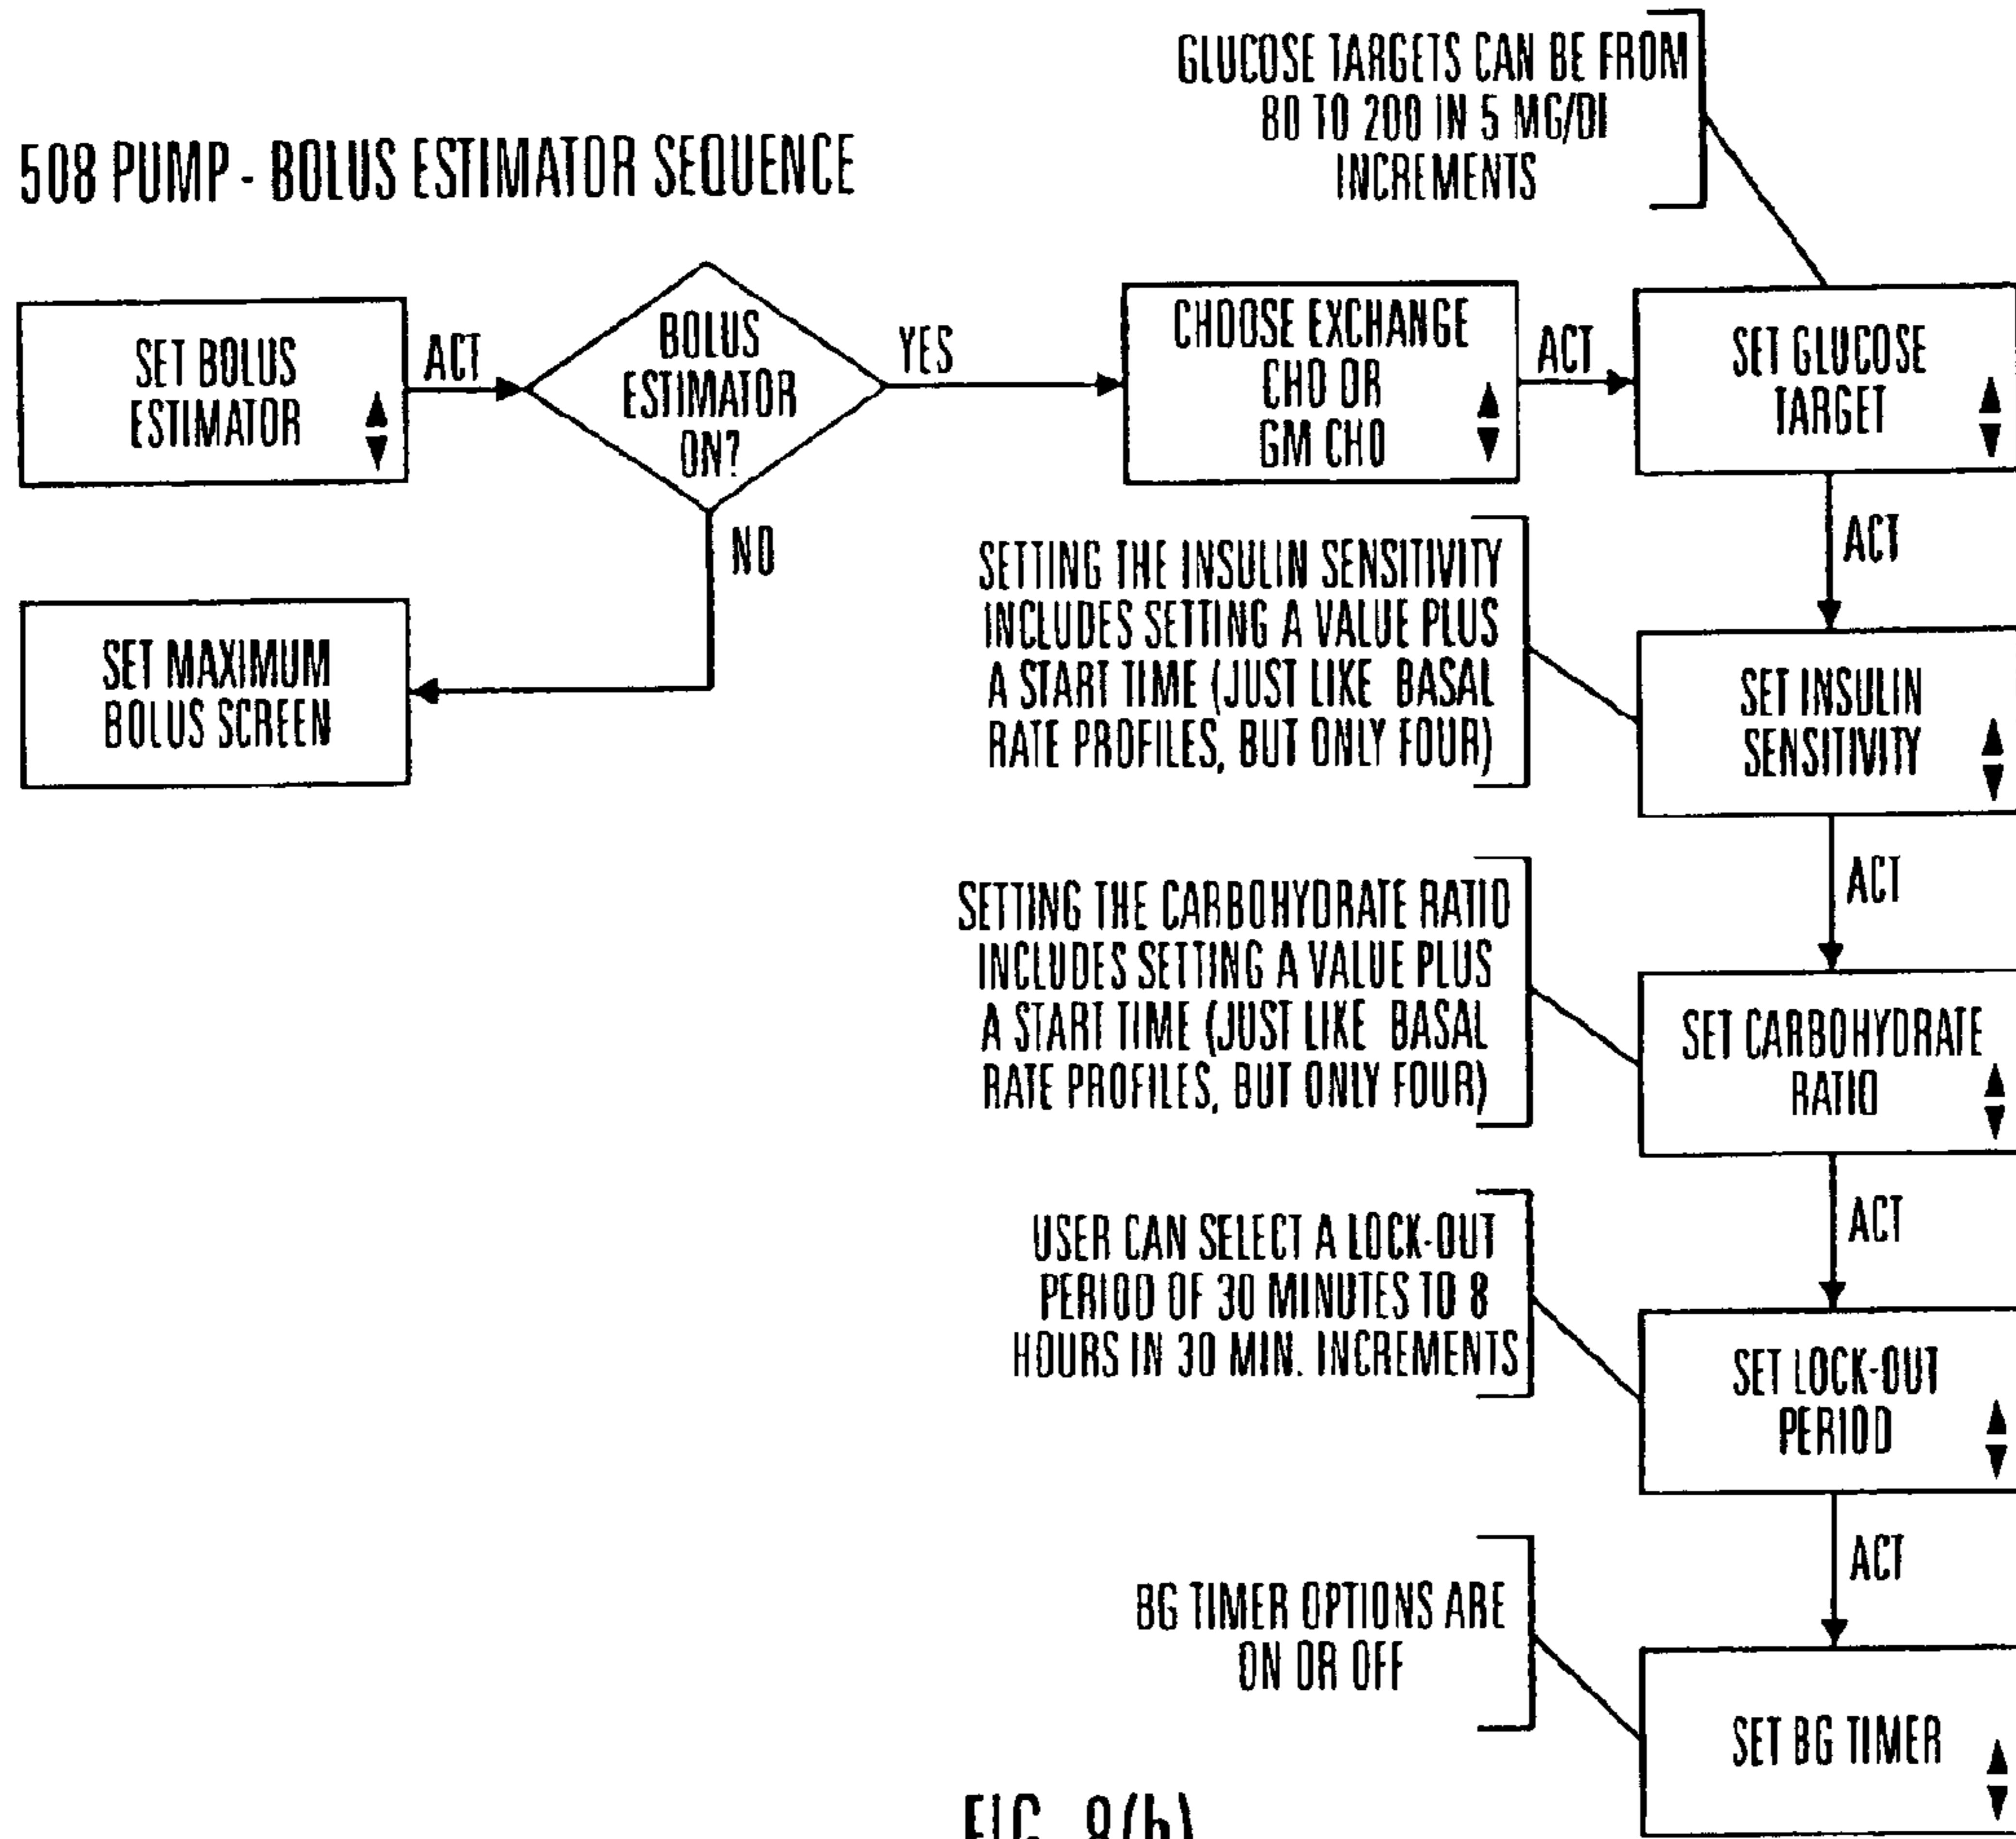 508 PUMP - BOLUS ESTIMATOR SEQUENCE
GLUCOSE TARGETS CAN BE FROM
80 TO 200 IN 5 MG/Dl
INCREMENTS
SET BOLUS
ESTIMATOR
ACT
BOLUS
ESTIMATOR
ON?
YES
CHOOSE EXCHANGE
CHO OR
GM CHO
ACT
SET GLUCOSE
TARGET
NO
SET MAXIMUM
BOLUS SCREEN
ACT
SETTING THE INSULIN SENSITIVITY
INCLUDES SETTING A VALUE PLUS
A START TIME (JUST LIKE BASAL
RATE PROFILES, BUT ONLY FOUR)
SET INSULIN
SENSITIVITY
ACT
SETTING THE CARBOHYDRATE RATIO
INCLUDES SETTING A VALUE PLUS
A START TIME (JUST LIKE BASAL
RATE PROFILES, BUT ONLY FOUR)
SET CARBOHYDRATE
RATIO
ACT
USER CAN SELECT A LOCK-OUT
PERIOD OF 30 MINUTES TO 8
HOURS IN 30 MIN. INCREMENTS
SET LOCK-OUT
PERIOD
ACT
BG TIMER OPTIONS ARE
ON OR OFF
SET BG TIMER
FIG. 8(b)